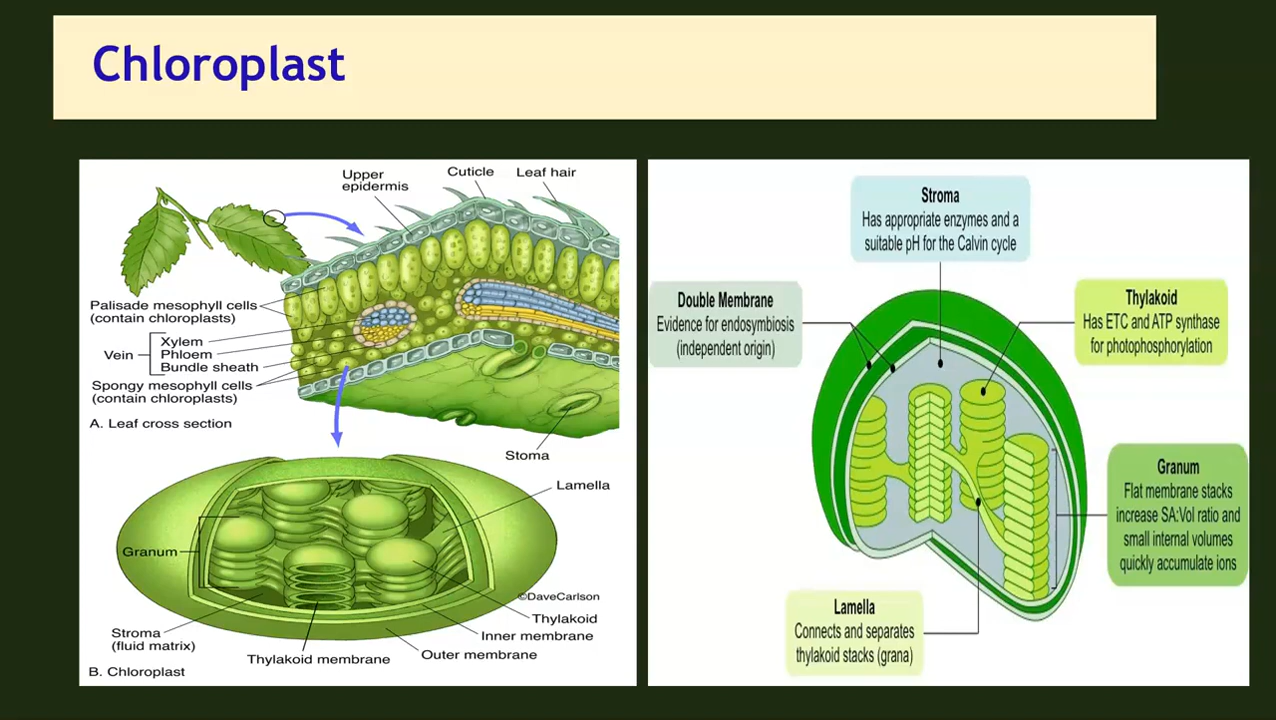 Chloroplast
Upper
epidermis
Cuticle
Leaf hair
Palisade mesophyll cells
(contain chloroplasts)
Vein
Xylem
Phloem
Bundle sheath
Spongy mesophyll cells
(contain chloroplasts)
A. Leaf cross section
Stoma
Lamella
Granum
©DaveCarlson
Thylakoid
Inner membrane
Outer membrane
Stroma
(fluid matrix)
Thylakoid membrane
B. Chloroplast
Stroma
Has appropriate enzymes and a
suitable pH for the Calvin cycle
Double Membrane
Evidence for endosymbiosis
(independent origin)
Thylakoid
Has ETC and ATP synthase
for photophosphorylation
Granum
Flat membrane stacks
increase SA:Vol ratio and
small internal volumes
quickly accumulate ions
Lamella
Connects and separates
thylakoid stacks (grana)